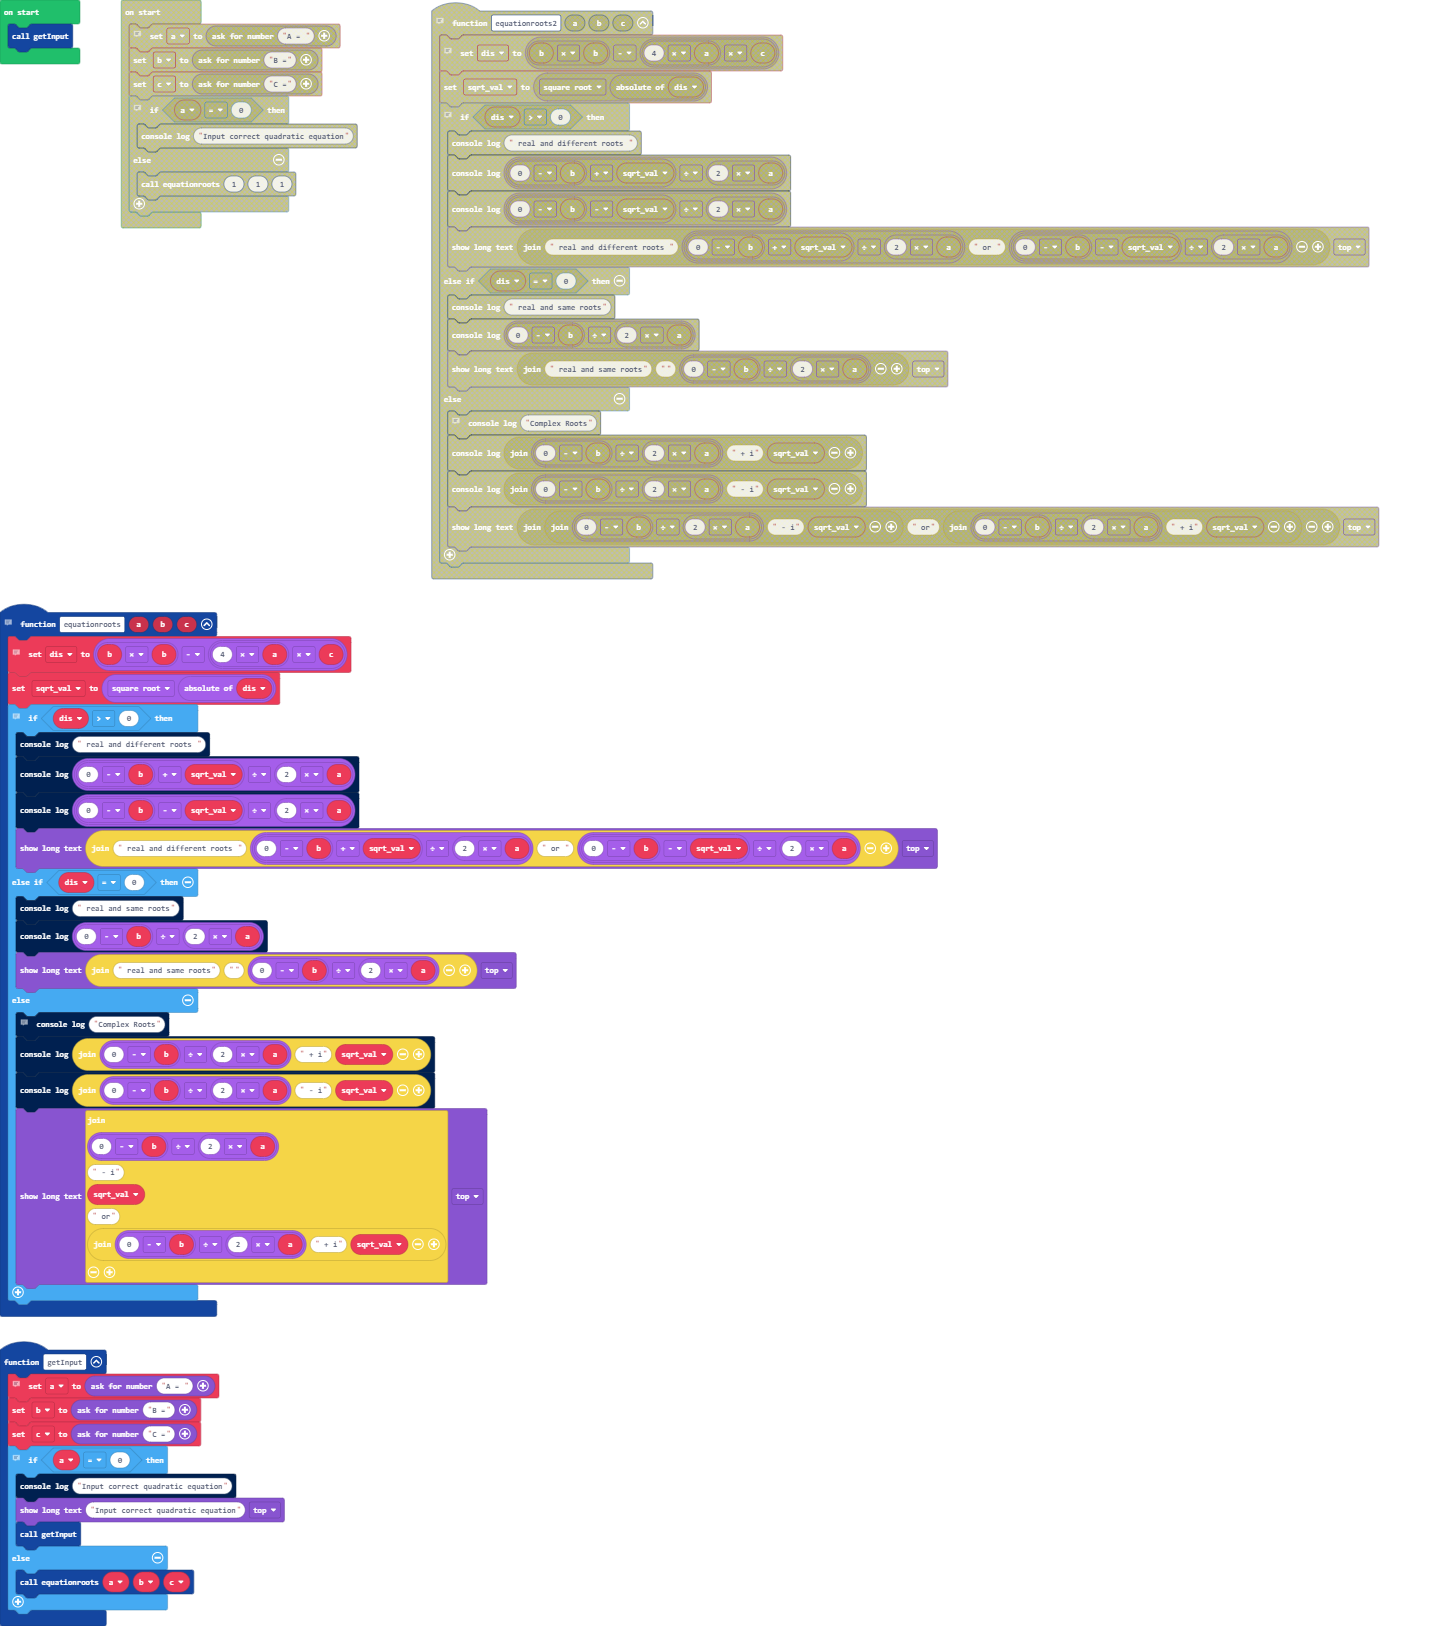 on start
call getInput
on start
set a to ask for number "A = "
set b to ask for number "B ="
set c to ask for number "C ="
if a = 0 then
console log "Input correct quadratic equation"
else
call equationroots 1 1 1
function equationroots2 a b c
set dis to b × b - 4 × a × c
set sqrt_val to square root absolute of dis
if dis > 0 then
console log " real and different roots "
console log 0 - b + sqrt_val ÷ 2 × a
console log 0 - b - sqrt_val ÷ 2 × a
show long text join " real and different roots " 0 - b + sqrt_val ÷ 2 × a " or " 0 - b - sqrt_val ÷ 2 × a top
else if dis = 0 then
console log " real and same roots"
console log 0 - b ÷ 2 × a
show long text join " real and same roots" "" 0 - b ÷ 2 × a top
else
console log "Complex Roots"
console log join 0 - b ÷ 2 × a " + i" sqrt_val
console log join 0 - b ÷ 2 × a " - i" sqrt_val
show long text join join 0 - b ÷ 2 × a " - i" sqrt_val " or" join 0 - b ÷ 2 × a " + i" sqrt_val top
function equationroots a b c
set dis to b × b - 4 × a × c
set sqrt_val to square root absolute of dis
if dis > 0 then
console log " real and different roots "
console log 0 - b + sqrt_val ÷ 2 × a
console log 0 - b - sqrt_val ÷ 2 × a
show long text join " real and different roots " 0 - b + sqrt_val ÷ 2 × a " or " 0 - b - sqrt_val ÷ 2 × a top
else if dis = 0 then
console log " real and same roots"
console log 0 - b ÷ 2 × a
show long text join " real and same roots" "" 0 - b ÷ 2 × a top
else
console log "Complex Roots"
console log join 0 - b ÷ 2 × a " + i" sqrt_val
console log join 0 - b ÷ 2 × a " - i" sqrt_val
join
0 - b ÷ 2 × a
" - i"
show long text sqrt_val top
" or"
join 0 - b ÷ 2 × a " + i" sqrt_val
function getInput
set a to ask for number "A = "
set b to ask for number "B ="
set c to ask for number "C ="
if a = 0 then
console log "Input correct quadratic equation"
show long text "Input correct quadratic equation" top
call getInput
else
call equationroots a b c